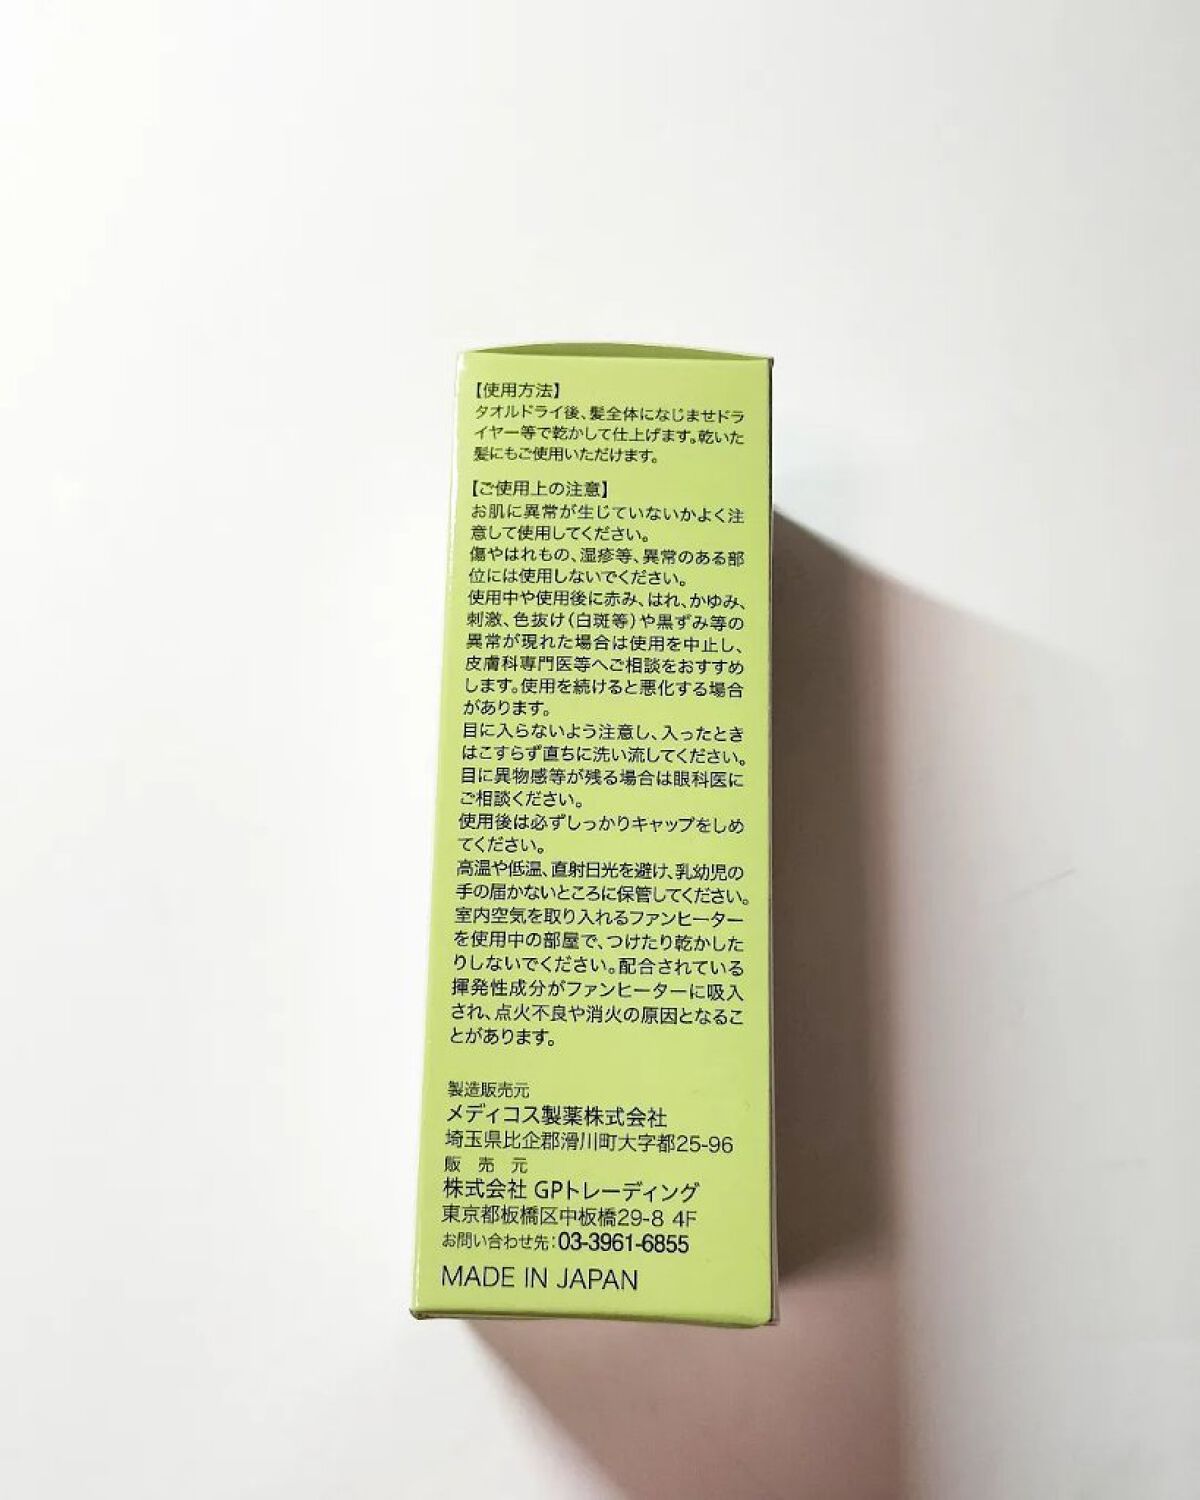 【使用方法】
タオルドライ後、髪全体になじませドラ
イヤー等で乾かして仕上げます。乾いた
髪にもご使用いただけます。
【ご使用上の注意】
お肌に異常が生じていないかよく注
意して使用してください。
傷やはれもの、湿疹等、異常のある部
位には使用しないでください。
使用中や使用後に赤み、はれ、かゆみ、
刺激、色抜け(白斑等)や黒ずみ等の
異常が現れた場合は使用を中止し、
皮膚科専門医等へご相談をおすすめ
します。使用を続けると悪化する場合
があります。
目に入らないよう注意し、入ったとき
はこすらず直ちに洗い流してください。
目に異物感等が残る場合は眼科医に
ご相談ください。
使用後は必ずしっかりキャップをしめ
てください。
高温や低温、直射日光を避け、乳幼児の
手の届かないところに保管してください。
室内空気を取り入れるファンヒーター
を使用中の部屋で、つけたり乾かした
りしないでください。配合されている
揮発性成分がファンヒーターに吸入
され、点火不良や消火の原因となるこ
とがあります。
製造販売元
メディコス製薬株式会社
埼玉県比企郡滑川町大字都25-96
販 売 元
株式会社 GPトレーディング
東京都板橋区中板橋29-8 4F
お問い合わせ先:03-3961-6855
MADE IN JAPAN